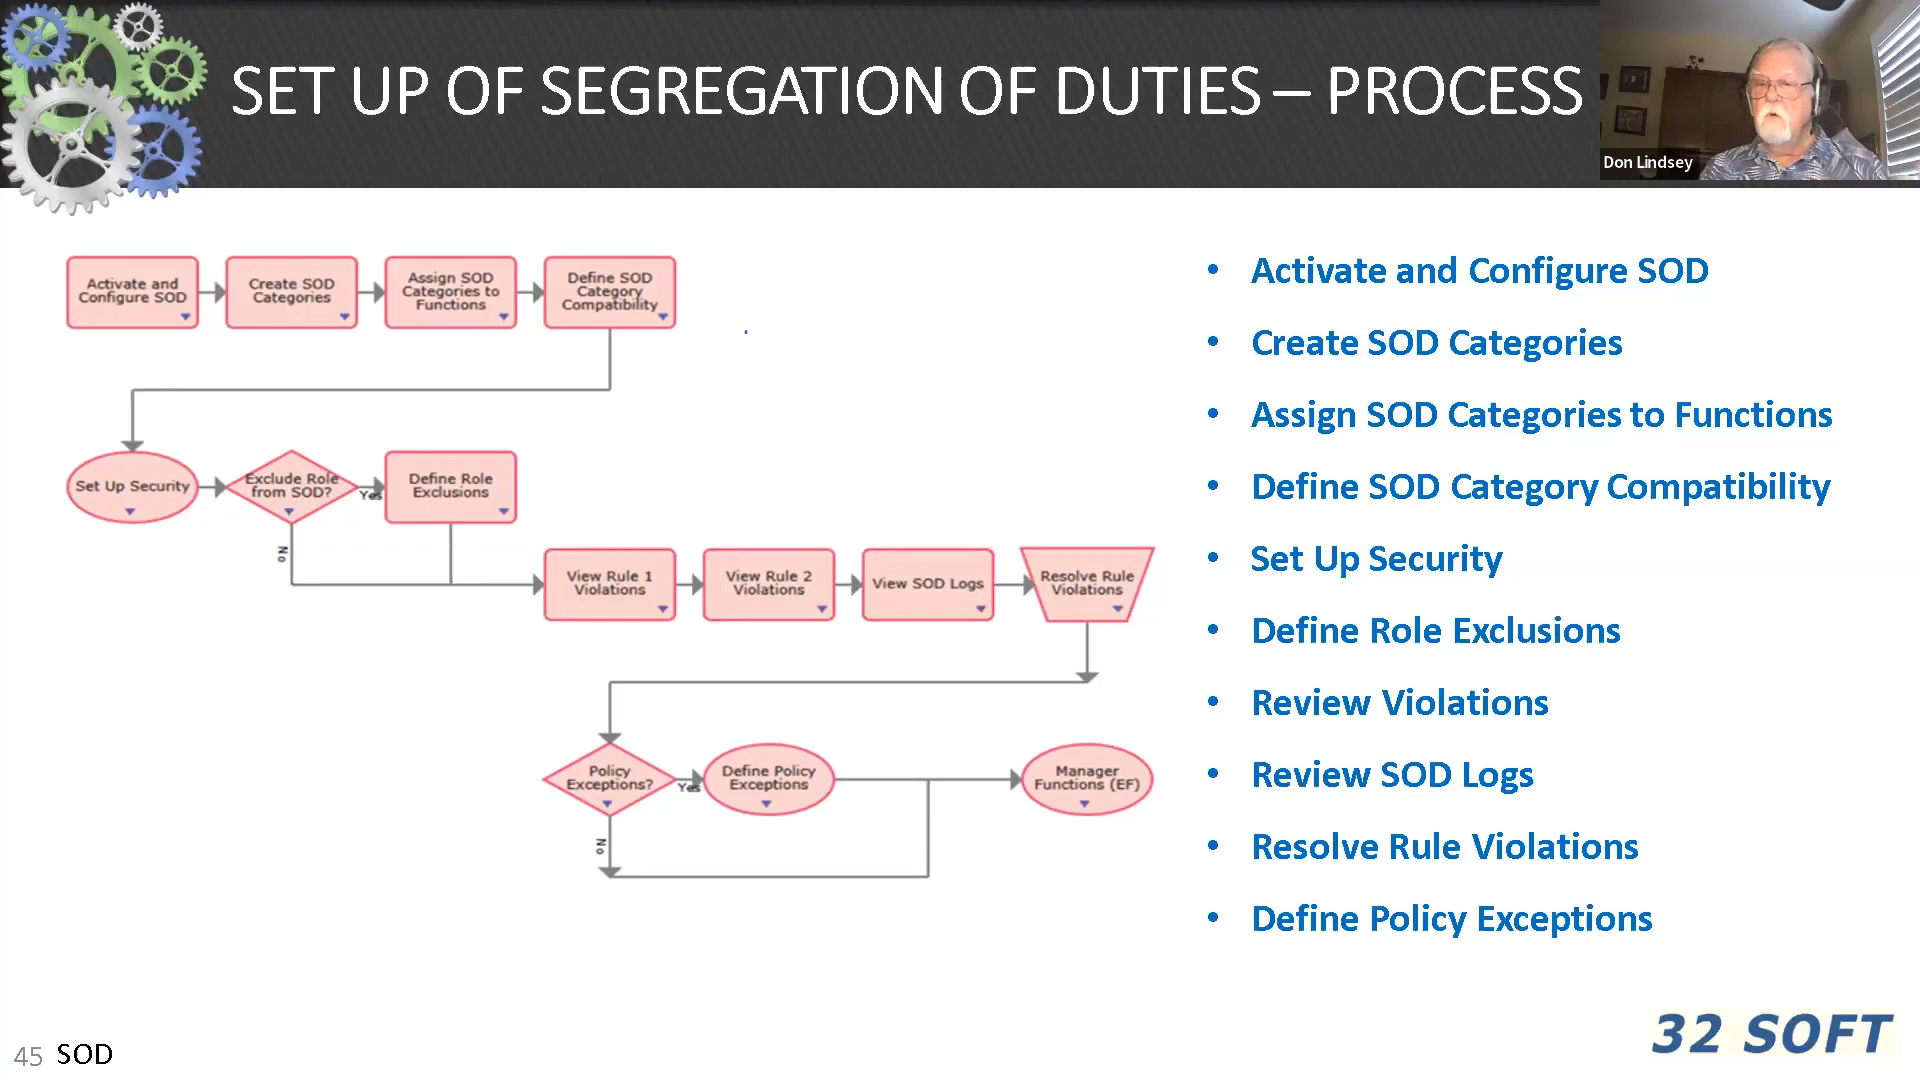 SET UP OF SEGREGATION OF DUTIES – PROCESS
Don Lindsey
Activate and
Configure SOD
Create SOD
Categories
Assign SOD
Categories to
Functions
Define SOD
Category
Compatibility
Set Up Security
Exclude Role
from SOD?
Yes
No
Define Role
Exclusions
View Rule 1
Violations
View Rule 2
Violations
View SOD Logs
Resolve Rule
Violations
Policy
Exceptions?
Yes
No
Define Policy
Exceptions
Manager
Functions (EF)
• Activate and Configure SOD
• Create SOD Categories
• Assign SOD Categories to Functions
• Define SOD Category Compatibility
• Set Up Security
• Define Role Exclusions
• Review Violations
• Review SOD Logs
• Resolve Rule Violations
• Define Policy Exceptions
45 SOD
32 SOFT